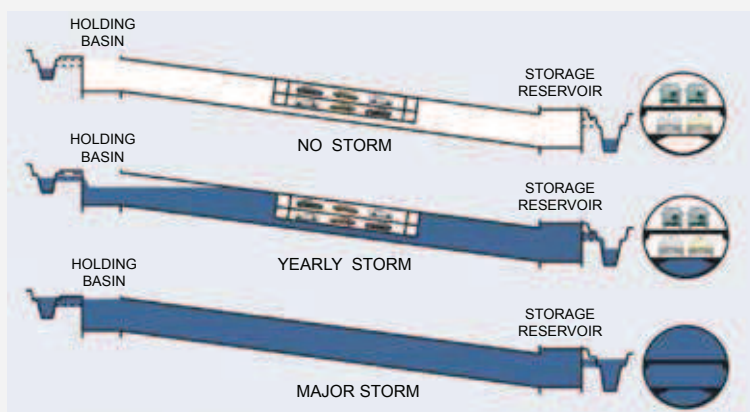 HOLDING
BASIN
STORAGE
RESERVOIR
NO STORM
HOLDING
BASIN
STORAGE
RESERVOIR
YEARLY STORM
HOLDING
BASIN
STORAGE
RESERVOIR
MAJOR STORM